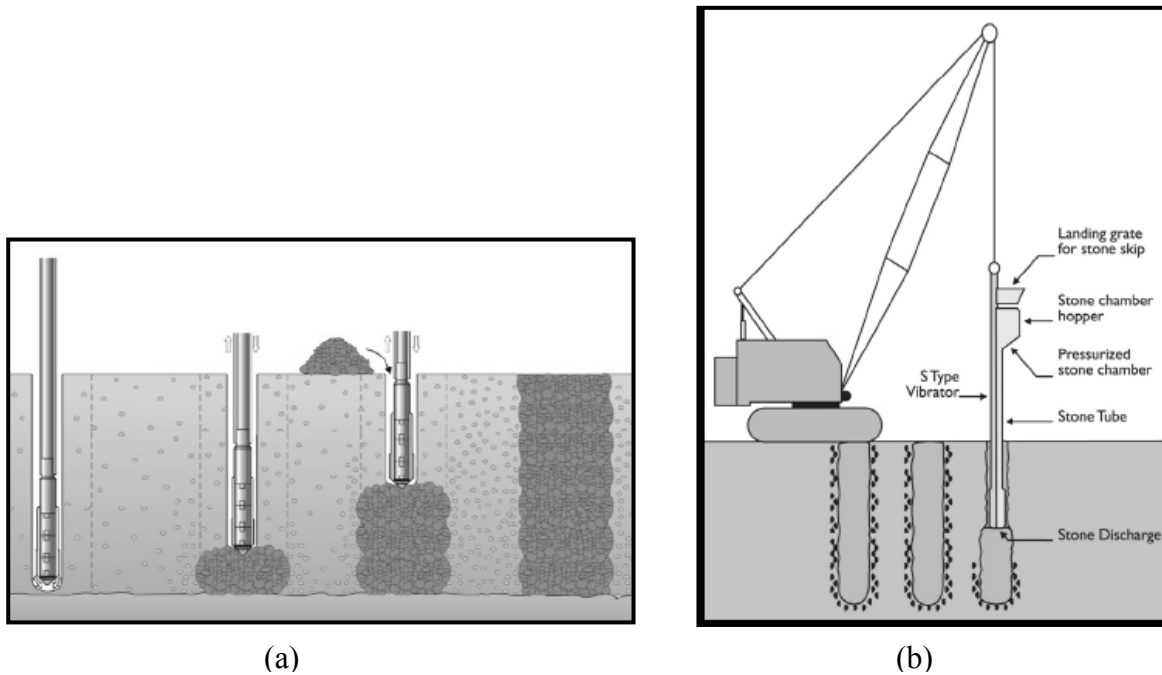 Landing grate
for stone skip
Stone chamber
hopper
Pressurized
stone chamber
S Type
Vibrator
Stone Tube
Stone Discharge
(a)
(b)